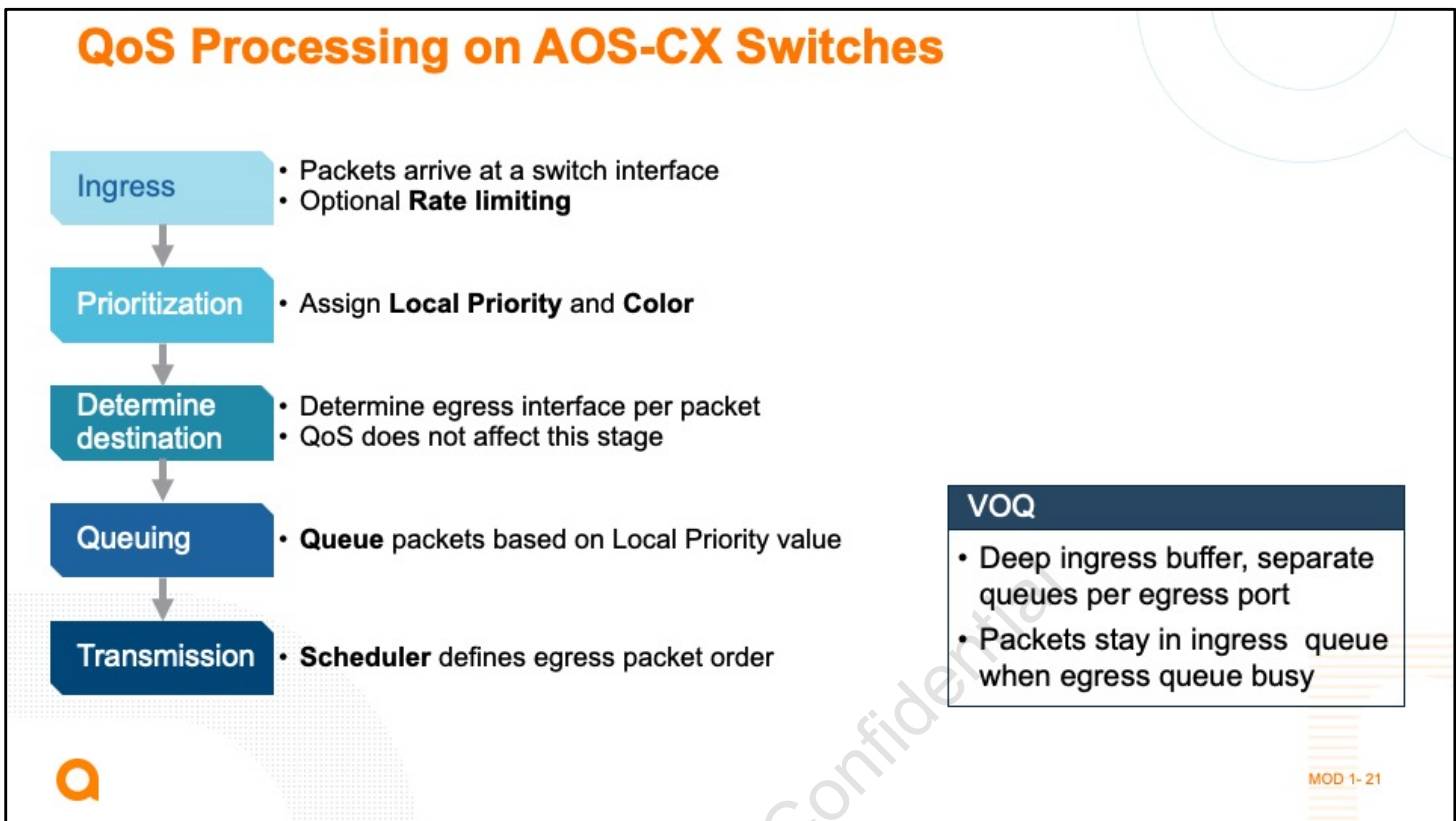 QoS Processing on AOS-CX Switches
Ingress
• Packets arrive at a switch interface
• Optional Rate limiting
Prioritization
• Assign Local Priority and Color
Determine
destination
• Determine egress interface per packet
• QoS does not affect this stage
Queuing
• Queue packets based on Local Priority value
Transmission
• Scheduler defines egress packet order
VOQ
• Deep ingress buffer, separate
queues per egress port
• Packets stay in ingress queue
when egress queue busy
Confidential
MOD 1- 21